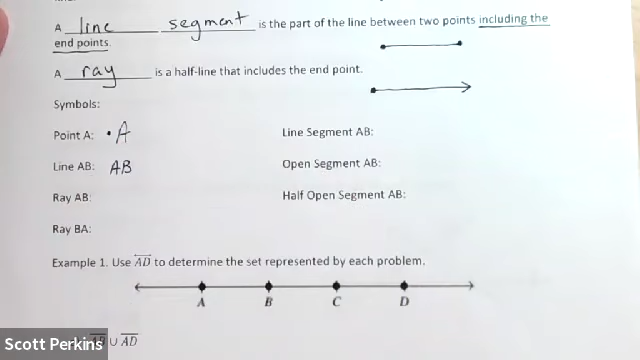 A line segment is the part of the line between two points including the
end points.
A ray is a half-line that includes the end point.
Symbols:
Point A: • A
Line Segment AB:
Line AB: AB
Open Segment AB:
Ray AB:
Half Open Segment AB:
Ray BA:
Example 1. Use AD to determine the set represented by each problem.
A B C D
∪ AD
Scott Perkins